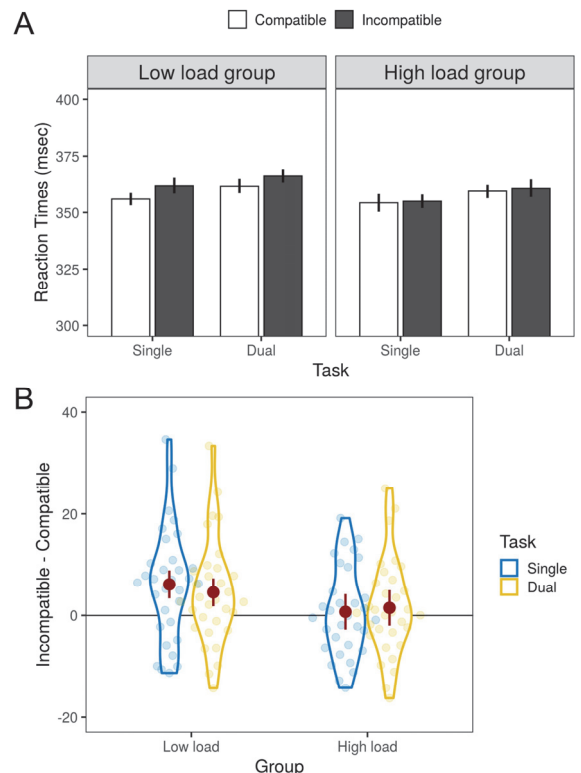 A
Compatible Incompatible
Low load group High load group
Reaction Times (msec)
400
375
350
325
300
Single Dual Single Dual
Task
B
Incompatible - Compatible
40
20
0
-20
Task
Single
Dual
Low load High load
Group